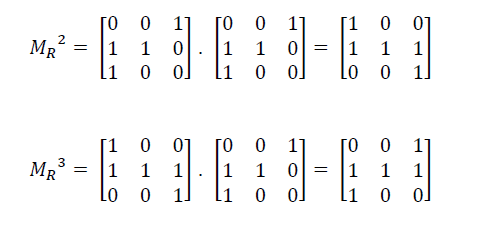 M_R^2 = [0 0 1; 1 1 0; 1 0 0] . [0 0 1; 1 1 0; 1 0 0] = [1 0 0; 1 1 1; 0 0 1]
M_R^3 = [1 0 0; 1 1 1; 0 0 1] . [0 0 1; 1 1 0; 1 0 0] = [0 0 1; 1 1 1; 1 0 0]